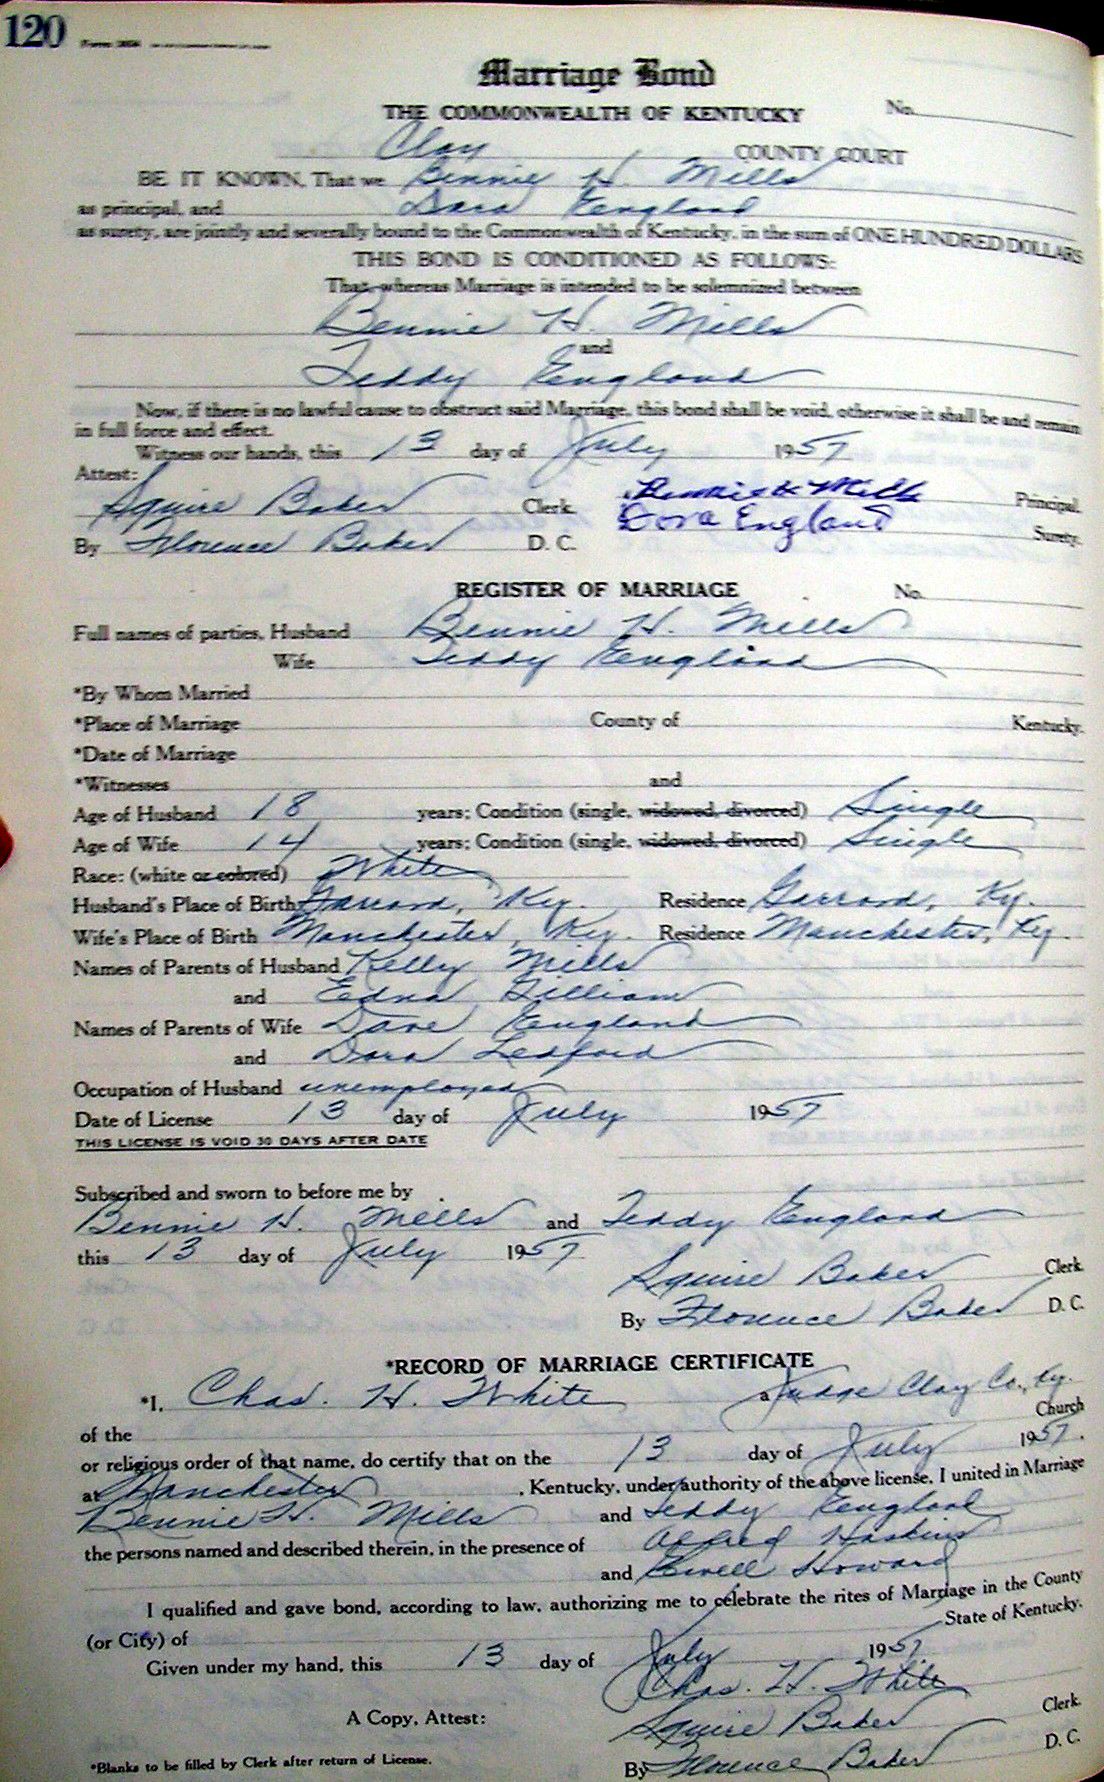 120 Form
Marriage Bond
THE COMMONWEALTH OF KENTUCKY No.
Clay COUNTY COURT
BE IT KNOWN, That we Bennie H. Mills
as principal, and Dora England
as surety, are jointly and severally bound to the Commonwealth of Kentucky, in the sum of ONE HUNDRED DOLLARS
THIS BOND IS CONDITIONED AS FOLLOWS:
That, whereas Marriage is intended to be solemnized between
Bennie H. Mills
and
Teddy England
Now, if there is no lawful cause to obstruct said Marriage, this bond shall be void, otherwise it shall be and remain
in full force and effect.
Witness our hands, this 13 day of July 1957
Attest:
Squire Baker Clerk. Bennie H Mills Principal.
By Florence Baker D. C. Dora England Surety.
REGISTER OF MARRIAGE No.
Full names of parties, Husband Bennie H. Mills
Wife Teddy England
*By Whom Married
*Place of Marriage County of Kentucky.
*Date of Marriage
*Witnesses and
Age of Husband 18 years; Condition (single, widowed, divorced) Single
Age of Wife 14 years; Condition (single, widowed, divorced) Single
Race: (white or colored) White
Husband's Place of Birth Garrard, Ky. Residence Garrard, Ky.
Wife's Place of Birth Manchester, Ky. Residence Manchester, Ky.
Names of Parents of Husband Kelly Mills
and Edna Gilliam
Names of Parents of Wife Dave England
and Dora Ledford
Occupation of Husband unemployed
Date of License 13 day of July 1957
THIS LICENSE IS VOID 30 DAYS AFTER DATE
Subscribed and sworn to before me by
Bennie H. Mills and Teddy England
this 13 day of July 1957
Squire Baker Clerk.
By Florence Baker D. C.
*RECORD OF MARRIAGE CERTIFICATE
*I, Chas. H. White a Judge Clay Co., Ky.
of the Church
or religious order of that name, do certify that on the 13 day of July 1957.
at Manchester, Kentucky, under authority of the above license, I united in Marriage
Bennie H. Mills and Teddy England
the persons named and described therein, in the presence of Alfred Haskins
and Ewell Howard
I qualified and gave bond, according to law, authorizing me to celebrate the rites of Marriage in the County
(or City) of State of Kentucky.
Given under my hand, this 13 day of July 1957
Chas. H. White
A Copy, Attest: Squire Baker Clerk.
*Blanks to be filled by Clerk after return of License. By Florence Baker D. C.